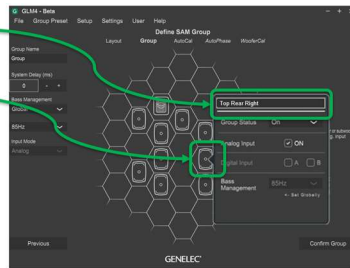 GLM4 - Beta
File Group Preset Setup Settings User Help
Define SAM Group
Layout Group AutoCal AutoPhase WooferCal
Group Name
Group
System Delay (ms)
0 - +
Bass Management
85Hz
Input Mode
Analog
Top Rear Right
Group Status On
Analog Input ON
Digital Input A B
Bass
Management 85Hz
<- Set Globally
Previous
Confirm Group
GENELEC